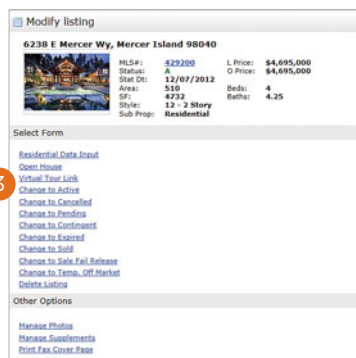 Modify listing
6238 E Mercer Wy, Mercer Island 98040
MLS#: 429200 L Price: $4,695,000
Status: A O Price: $4,695,000
Stat Dt: 12/07/2012
Area: 510 Beds: 4
SF: 4732 Baths: 4.25
Style: 12 - 2 Story
Sub Prop: Residential
Select Form
Residential Data Input
Open House
3 Virtual Tour Link
Change to Active
Change to Cancelled
Change to Pending
Change to Contingent
Change to Expired
Change to Sold
Change to Sale Fail Release
Change to Temp. Off Market
Delete Listing
Other Options
Manage Photos
Manage Supplements
Print Fax Cover Page